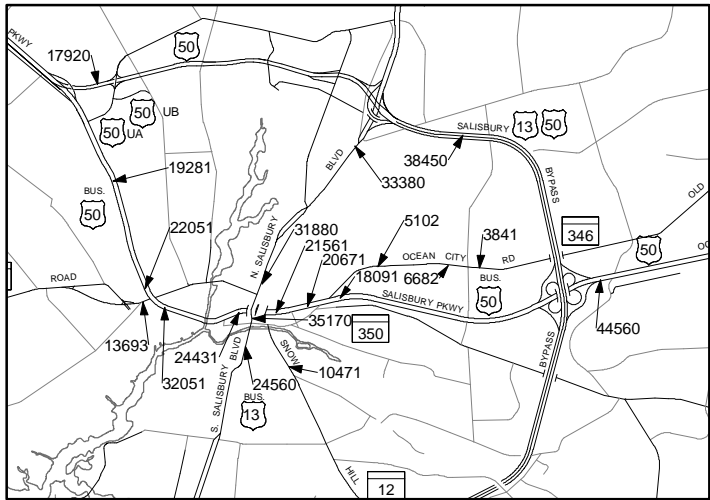 PKWY
50
17920
50
UB
50
UA
SALISBURY
13
50
38450
BLVD
33380
19281
BUS.
50
BYPASS
OLD
N. SALISBURY
22051
31880
5102
3841
346
21561
OCEAN CITY RD
50
OC
20671
6682
BUS.
50
ROAD
18091
SALISBURY PKWY
44560
35170
350
13693
24431
SNOW
BYPASS
32051
S. SALISBURY BLVD
24560
10471
BUS.
13
HILL
12